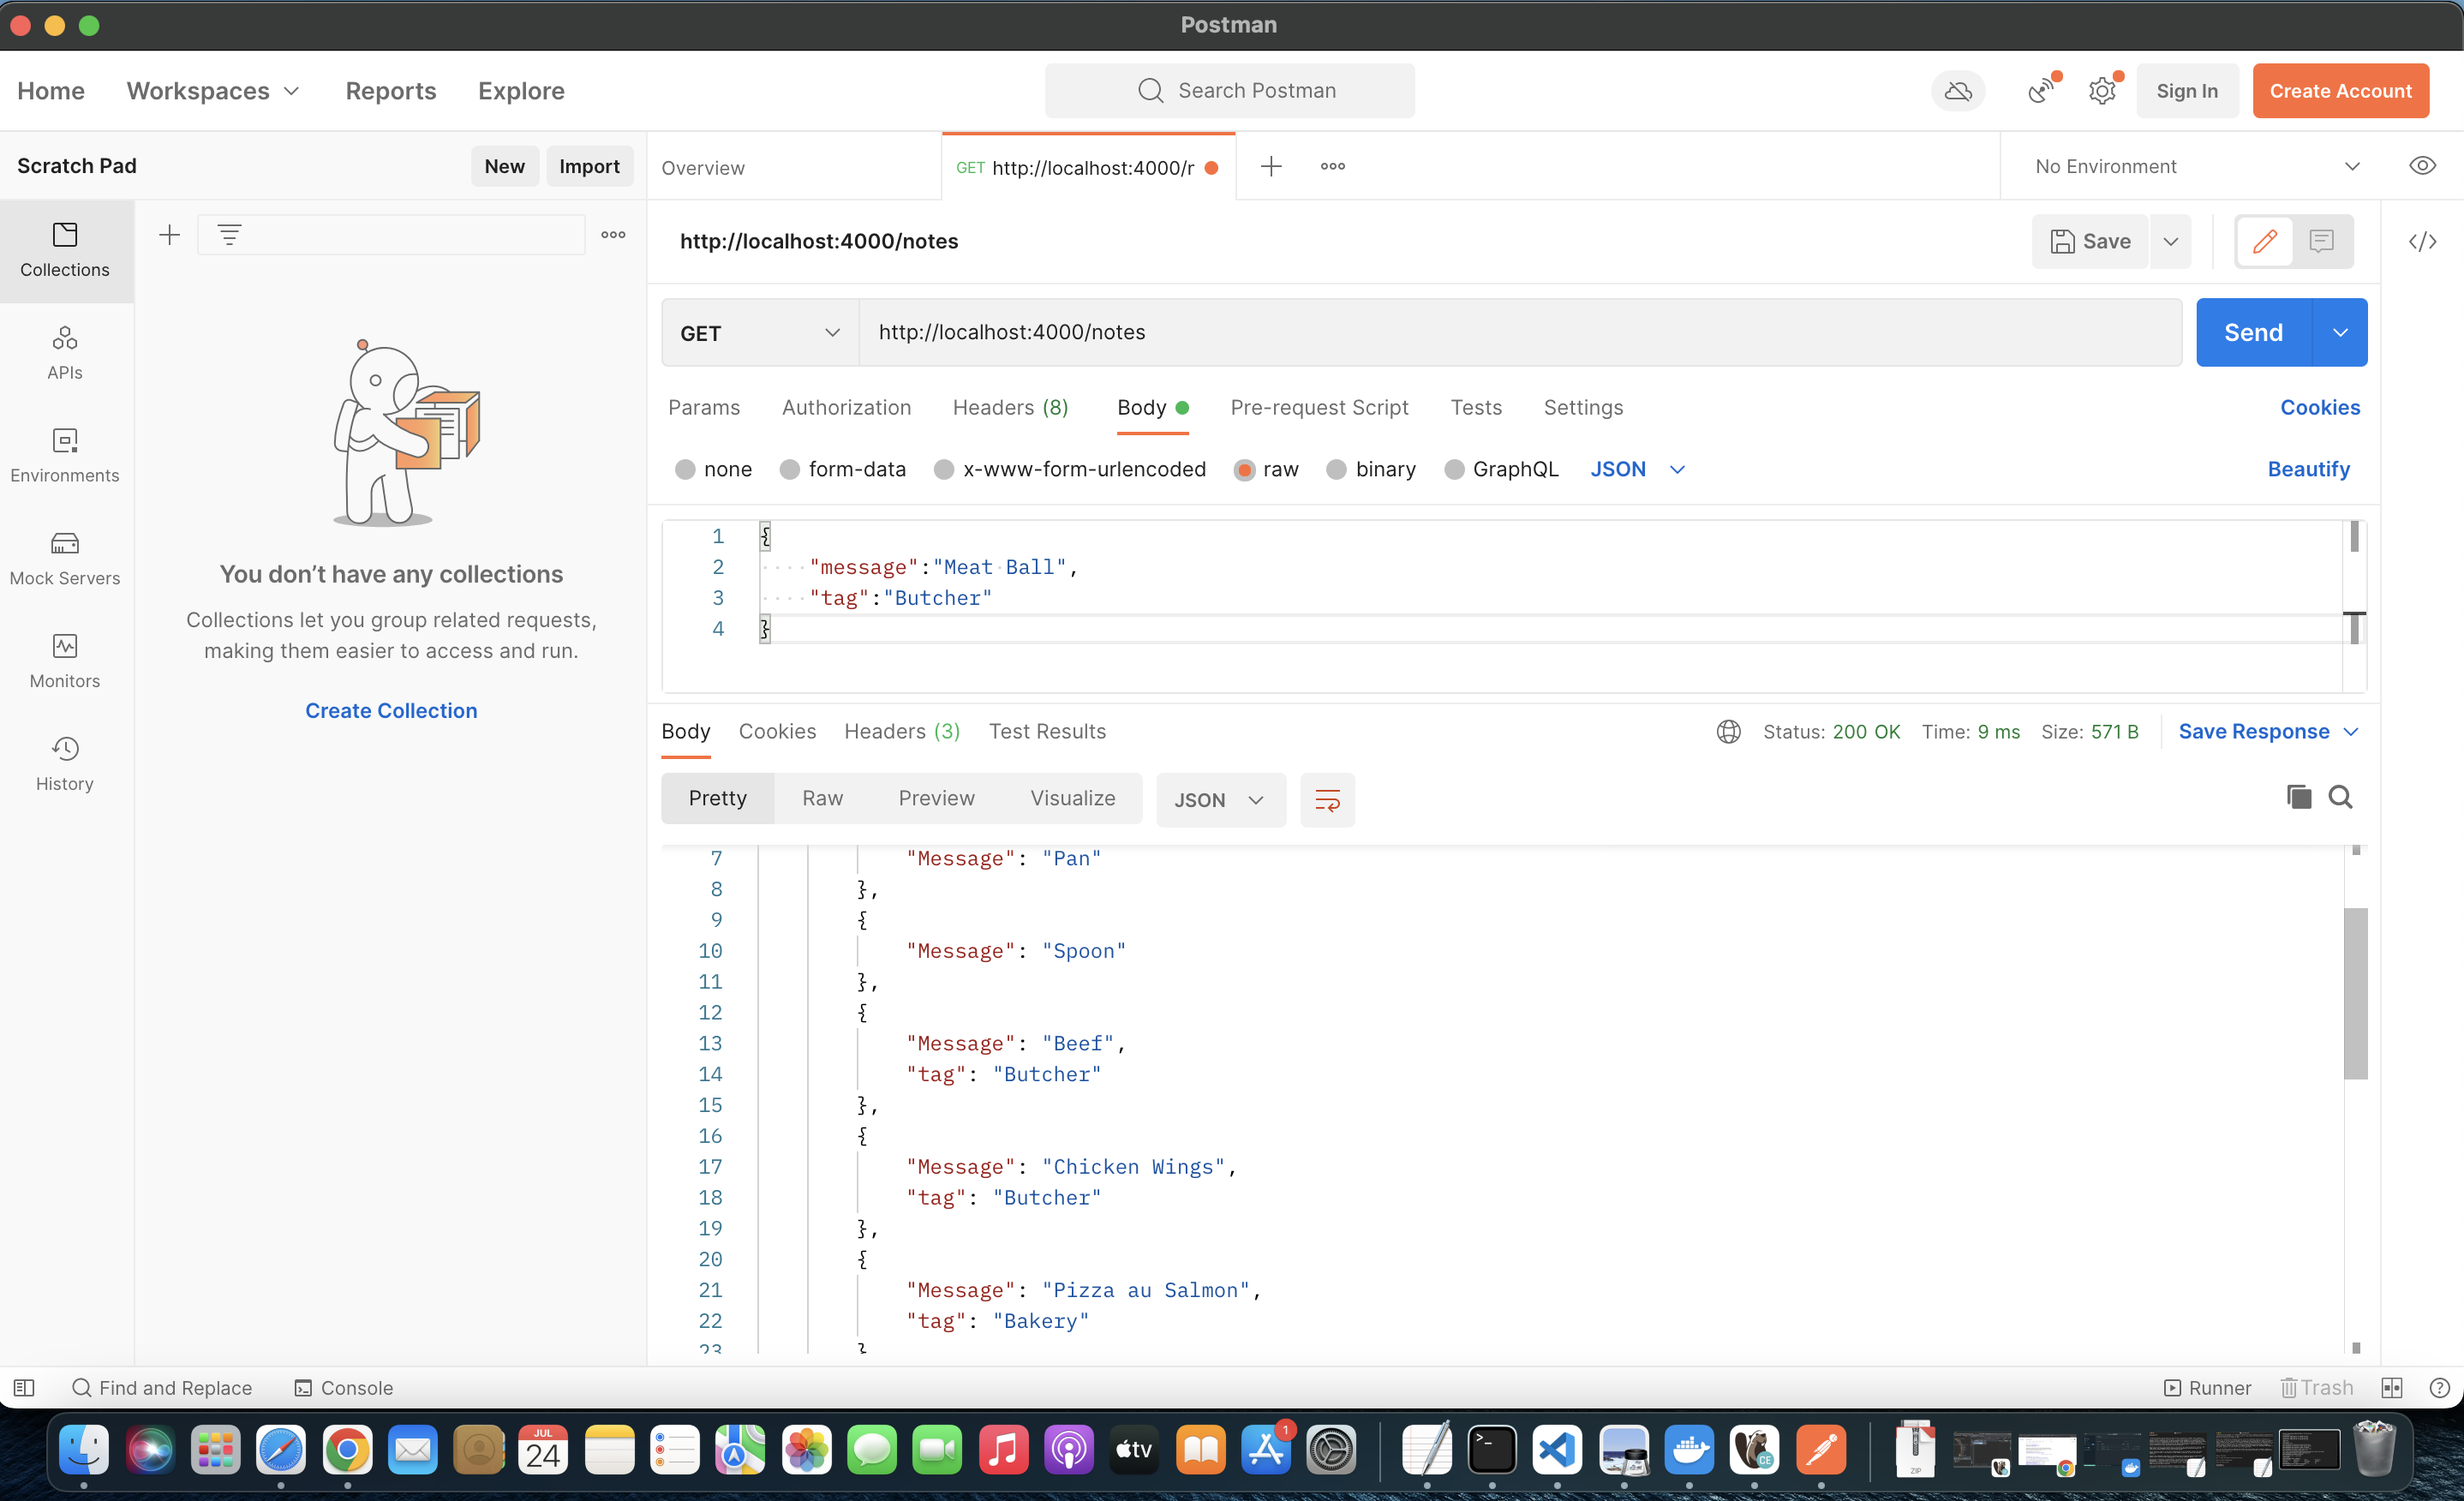 Postman
Home Workspaces Reports Explore Search Postman Sign In Create Account
Scratch Pad New Import Overview GET http://localhost:4000/r No Environment
http://localhost:4000/notes Save
Collections
GET http://localhost:4000/notes Send
APIs
Params Authorization Headers (8) Body Pre-request Script Tests Settings Cookies
Environments
none form-data x-www-form-urlencoded raw binary GraphQL JSON Beautify
1 {
2 "message":"Meat Ball",
3 "tag":"Butcher"
4 }
Mock Servers
You don’t have any collections
Collections let you group related requests,
making them easier to access and run.
Monitors
Create Collection
Body Cookies Headers (3) Test Results Status: 200 OK Time: 9 ms Size: 571 B Save Response
History
Pretty Raw Preview Visualize JSON
7 "Message": "Pan"
8 },
9 {
10 "Message": "Spoon"
11 },
12 {
13 "Message": "Beef",
14 "tag": "Butcher"
15 },
16 {
17 "Message": "Chicken Wings",
18 "tag": "Butcher"
19 },
20 {
21 "Message": "Pizza au Salmon",
22 "tag": "Bakery"
23 }
Find and Replace Console Runner Trash
JUL
24
tv
1
CE
ZIP